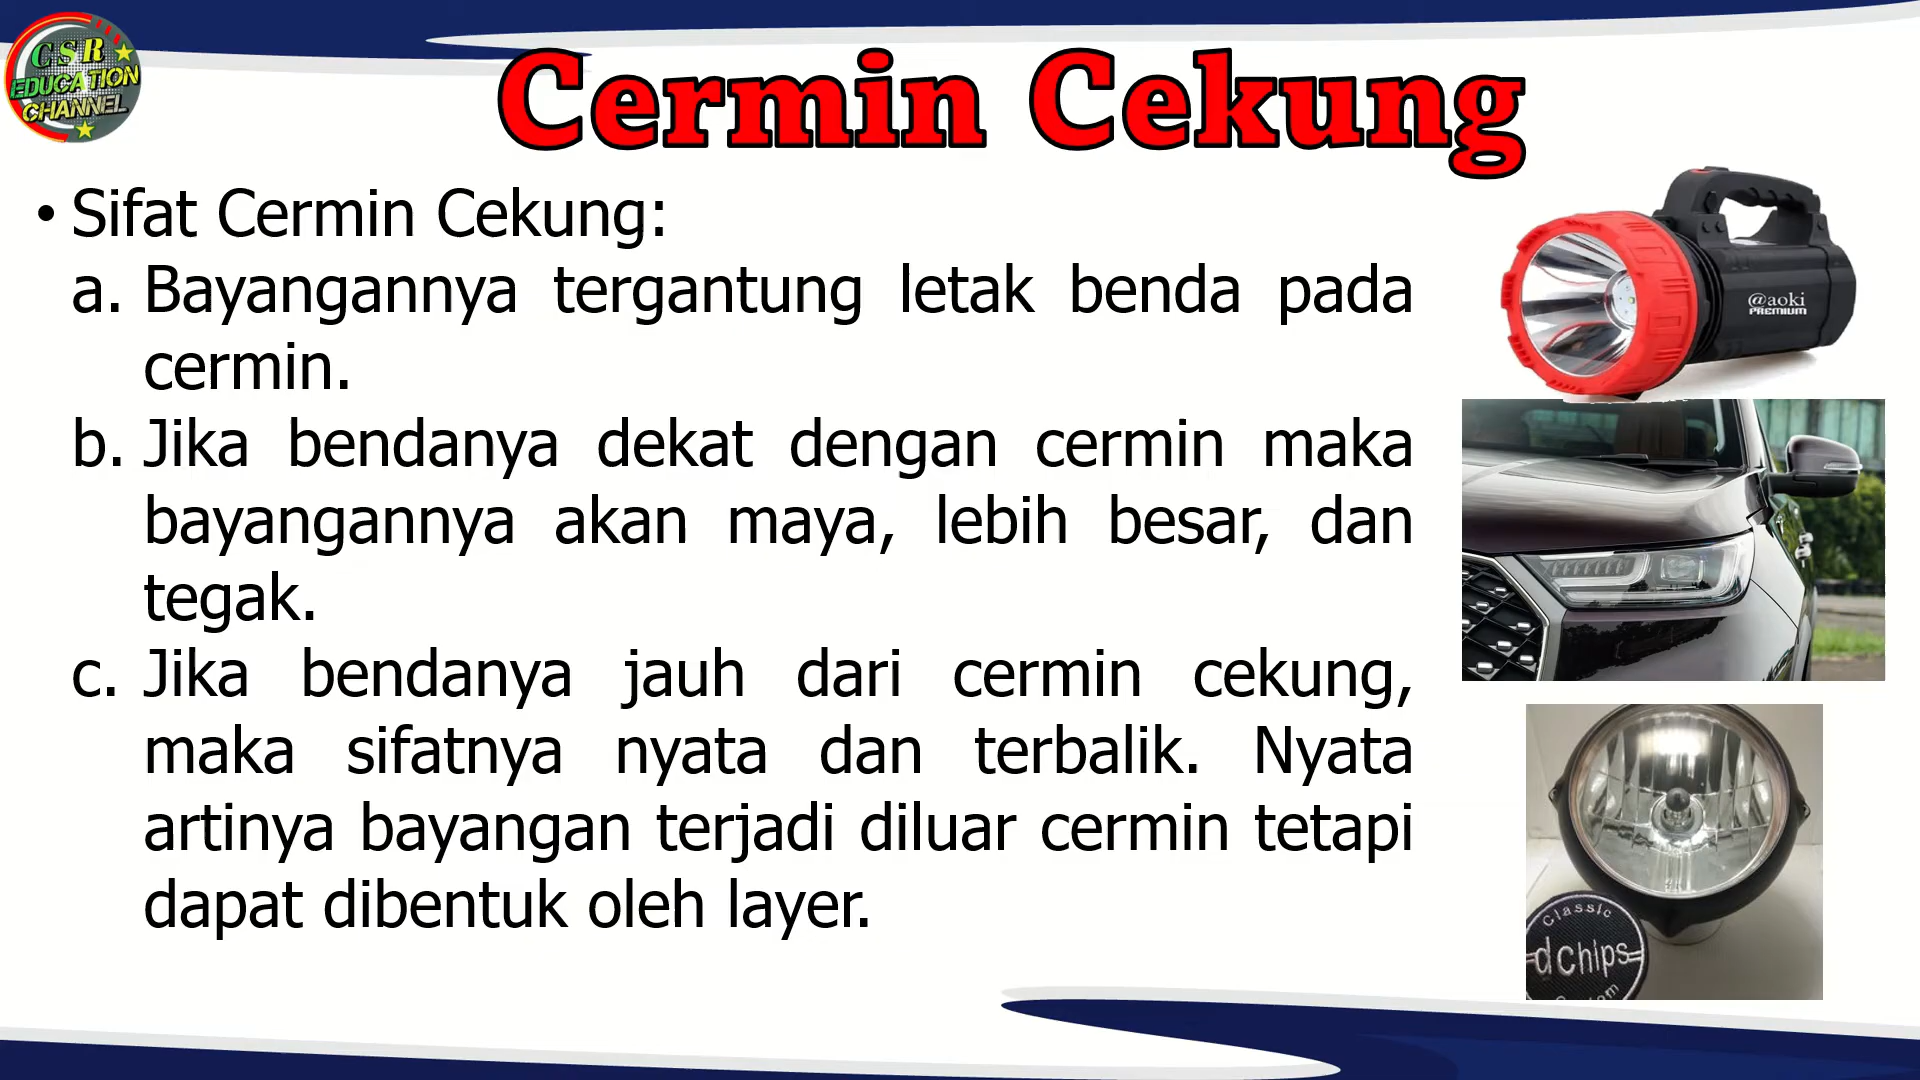 CSR
EDUCATION
CHANNEL
Cermin Cekung
• Sifat Cermin Cekung:
a. Bayangannya tergantung letak benda pada
cermin.
b. Jika bendanya dekat dengan cermin maka
bayangannya akan maya, lebih besar, dan
tegak.
c. Jika bendanya jauh dari cermin cekung,
maka sifatnya nyata dan terbalik. Nyata
artinya bayangan terjadi diluar cermin tetapi
dapat dibentuk oleh layer.
@aoki
PREMIUM
Classic
dchips